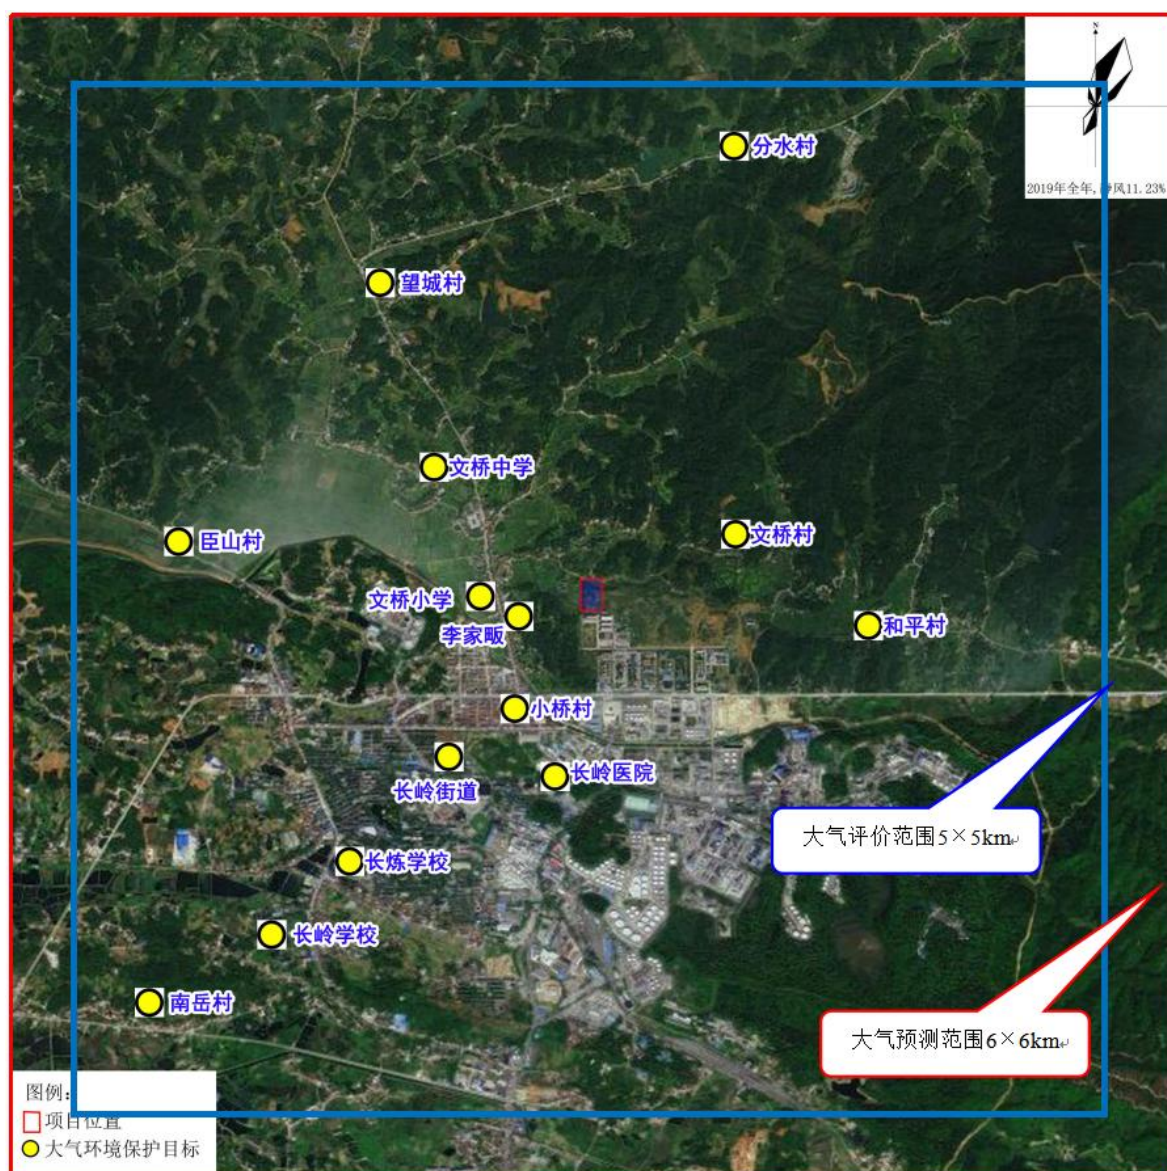 N
2019年全年,静风11.23%
分水村
望城村
文桥中学
臣山村
文桥村
文桥小学
李家畈
和平村
小桥村
长岭街道
长岭医院
大气评价范围5×5km
长炼学校
长岭学校
南岳村
大气预测范围6×6km
图例:
项目位置
大气环境保护目标